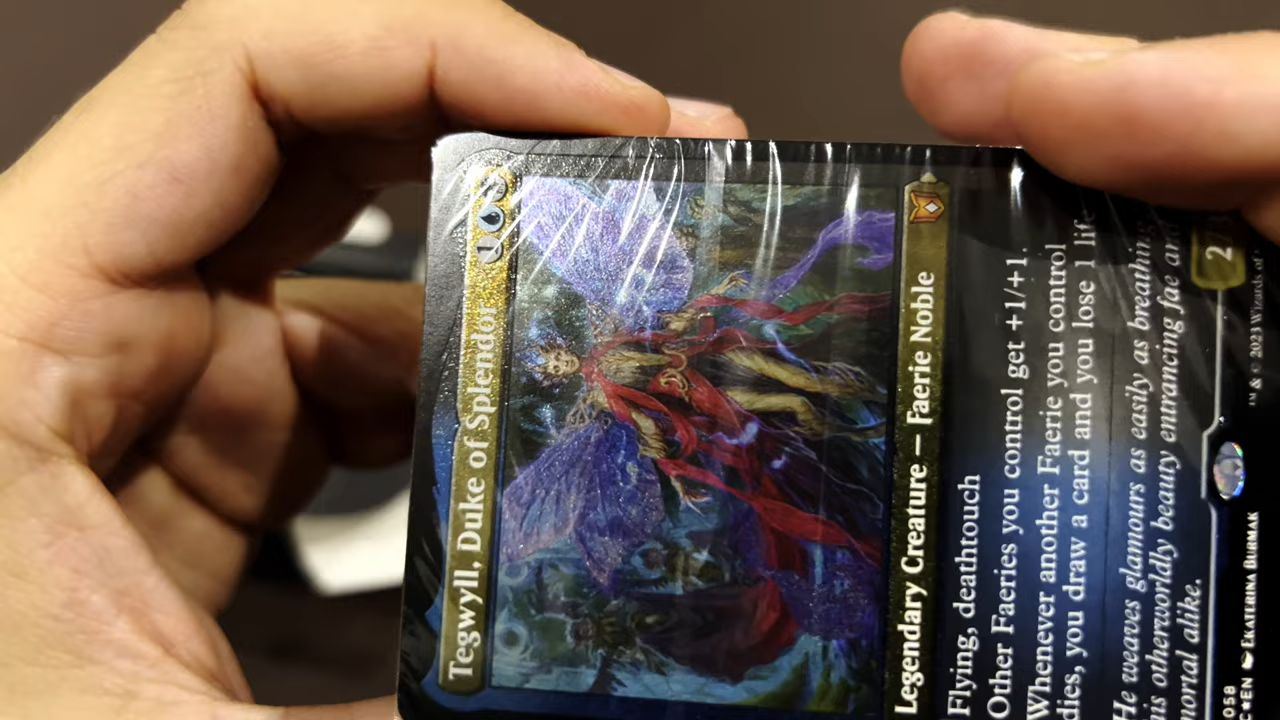 Tegwyll, Duke of Splendor
1
Legendary Creature — Faerie Noble
Flying, deathtouch
Other Faeries you control get +1/+1.
Whenever another Faerie you control
dies, you draw a card and you lose 1 life
He weaves glamours as easily as breathing
is otherworldly beauty entrancing fae and
mortal alike.
2
058
EN EKATERINA BURMAK
™ & © 2023 Wizards of